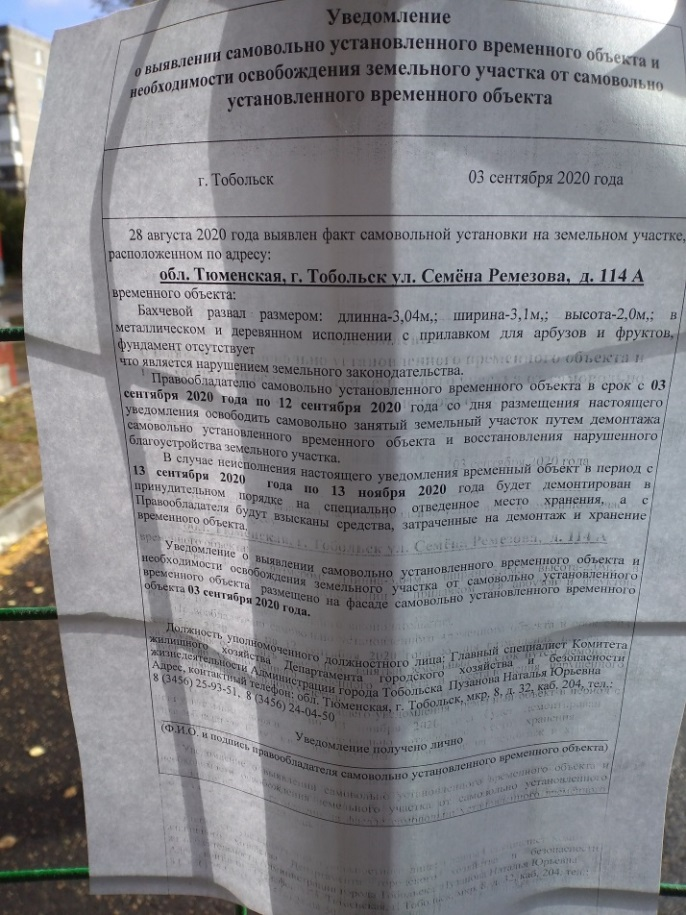 Уведомление
о выявлении самовольно установленного временного объекта и
необходимости освобождения земельного участка от самовольно
установленного временного объекта
г. Тобольск 03 сентября 2020 года
28 августа 2020 года выявлен факт самовольной установки на земельном участке,
расположенном по адресу:
обл. Тюменская, г. Тобольск ул. Семёна Ремезова, д. 114 А
временного объекта:
Бахчевой развал размером: длинна-3,04м,; ширина-3,1м,; высота-2,0м,; в
металлическом и деревянном исполнении с прилавком для арбузов и фруктов,
фундамент отсутствует
что является нарушением земельного законодательства.
Правообладателю самовольно установленного временного объекта в срок с 03
сентября 2020 года по 12 сентября 2020 года со дня размещения настоящего
уведомления освободить самовольно занятый земельный участок путем демонтажа
самовольно установленного временного объекта и восстановления нарушенного
благоустройства земельного участка.
В случае неисполнения настоящего уведомления временный объект в период с
13 сентября 2020 года по 13 ноября 2020 года будет демонтирован в
принудительном порядке на специально отведенное место хранения, а с
Правообладателя будут взысканы средства, затраченные на демонтаж и хранение
временного объекта.
Уведомление о выявлении самовольно установленного временного объекта и
необходимости освобождения земельного участка от самовольно установленного
временного объекта размещено на фасаде самовольно установленного временного
объекта 03 сентября 2020 года.
Должность уполномоченного должностного лица: Главный специалист Комитета
жилищного хозяйства Департамента городского хозяйства и безопасности
жизнедеятельности Администрации города Тобольска Пузанова Наталья Юрьевна
Адрес, контактный телефон: обл. Тюменская, г. Тобольск, мкр. 8, д. 32, каб. 204, тел.:
8 (3456) 25-93-51, 8 (3456) 24-04-50
Уведомление получено лично
(Ф.И.О. и подпись правообладателя самовольно установленного временного объекта)